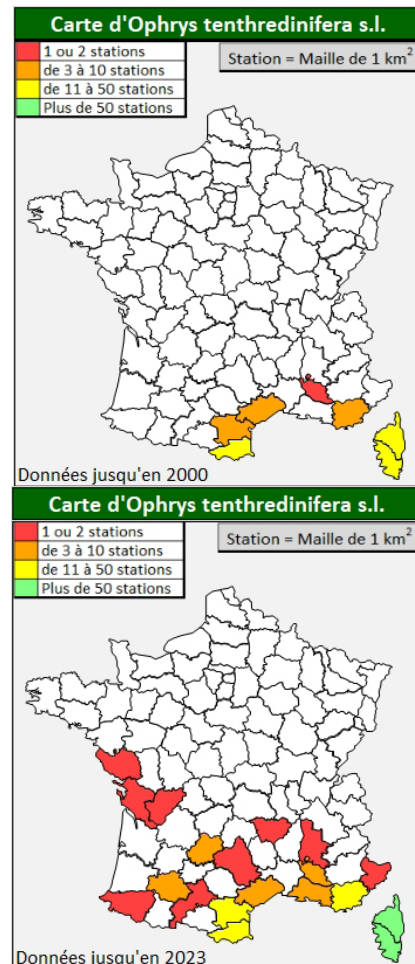 Carte d'Ophrys tenthredinifera s.l.
1 ou 2 stations
de 3 à 10 stations
de 11 à 50 stations
Plus de 50 stations
Station = Maille de 1 km²
Données jusqu'en 2000
Carte d'Ophrys tenthredinifera s.l.
1 ou 2 stations
de 3 à 10 stations
de 11 à 50 stations
Plus de 50 stations
Station = Maille de 1 km²
Données jusqu'en 2023